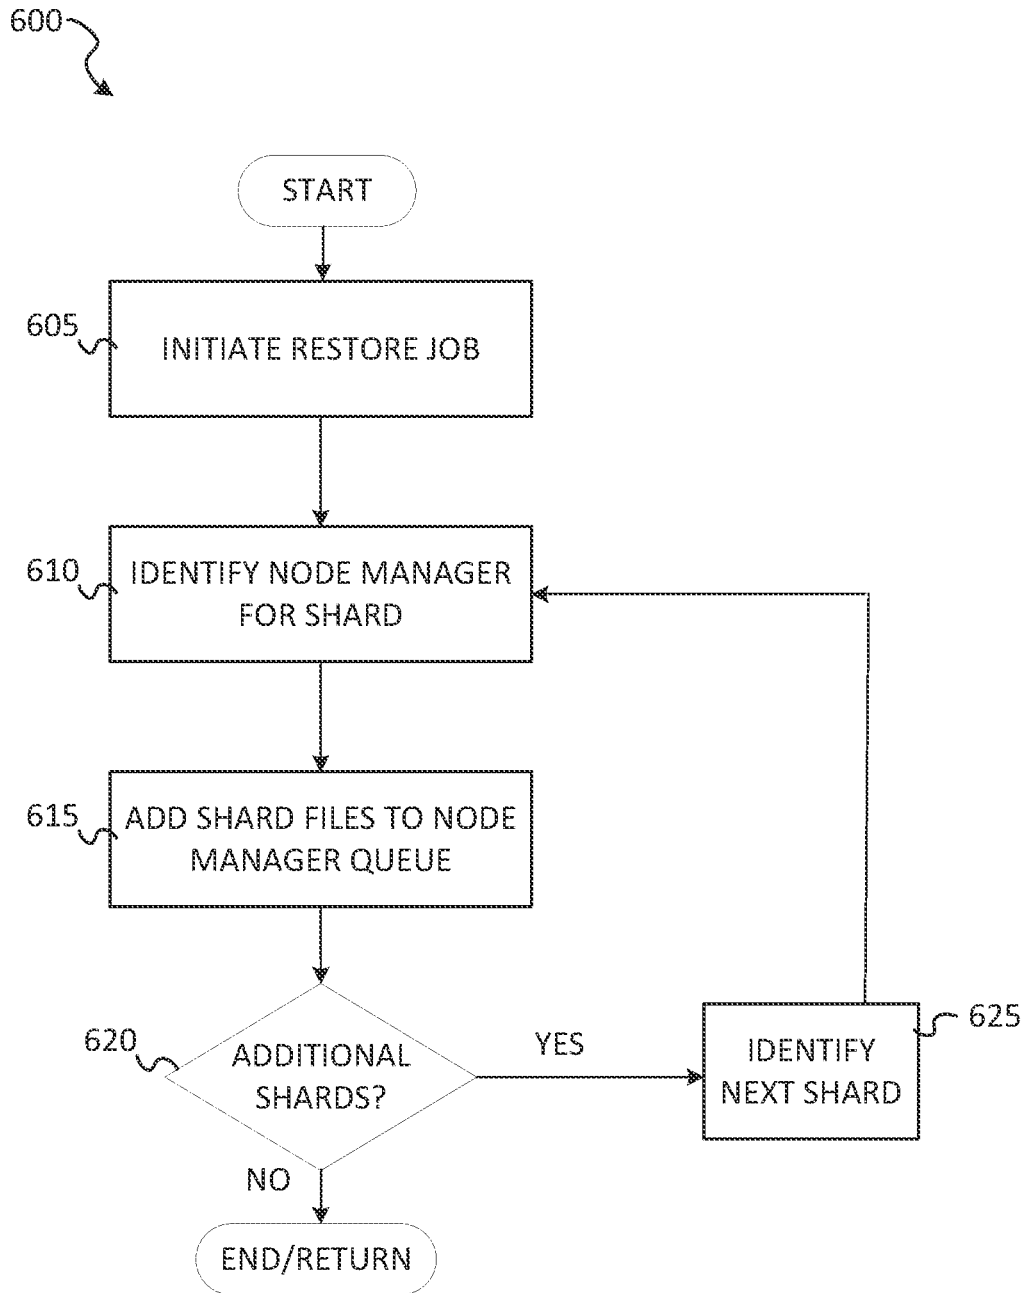 600
START
605
INITIATE RESTORE JOB
610
IDENTIFY NODE MANAGER
FOR SHARD
615
ADD SHARD FILES TO NODE
MANAGER QUEUE
620
ADDITIONAL
SHARDS?
YES
625
IDENTIFY
NEXT SHARD
NO
END/RETURN